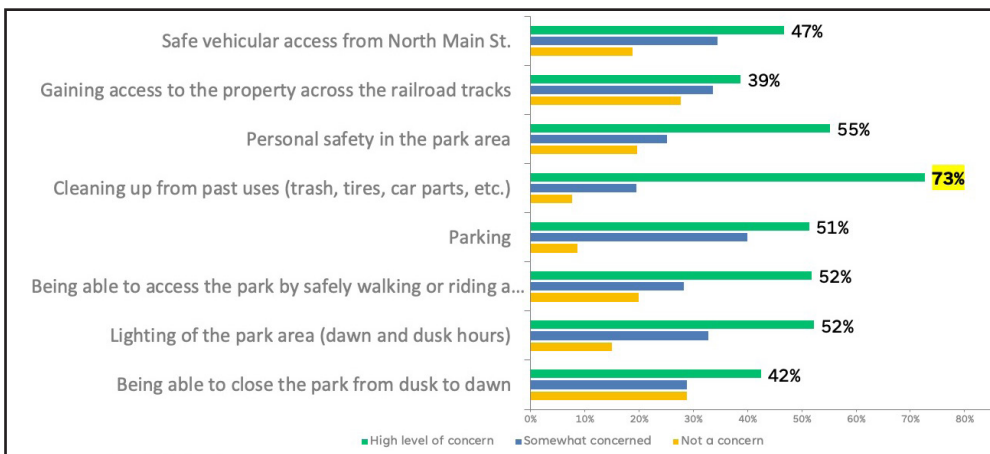 Safe vehicular access from North Main St.
47%
Gaining access to the property across the railroad tracks
39%
Personal safety in the park area
55%
Cleaning up from past uses (trash, tires, car parts, etc.)
73%
Parking
51%
Being able to access the park by safely walking or riding a...
52%
Lighting of the park area (dawn and dusk hours)
52%
Being able to close the park from dusk to dawn
42%
0% 10% 20% 30% 40% 50% 60% 70% 80%
High level of concern Somewhat concerned Not a concern